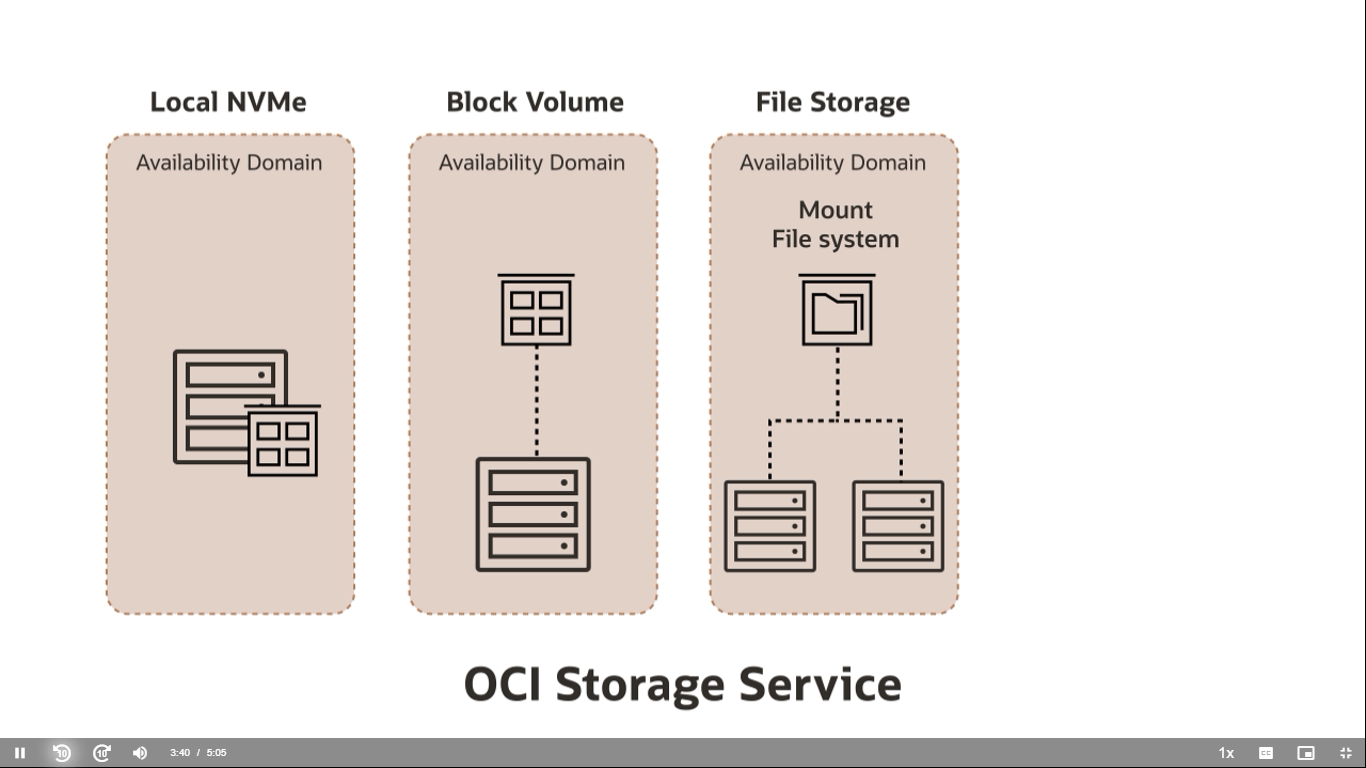 Local NVMe
Block Volume
File Storage
Availability Domain
Availability Domain
Availability Domain
Mount
File system
OCI Storage Service
10
10
3:40 / 5:05
1x
CC